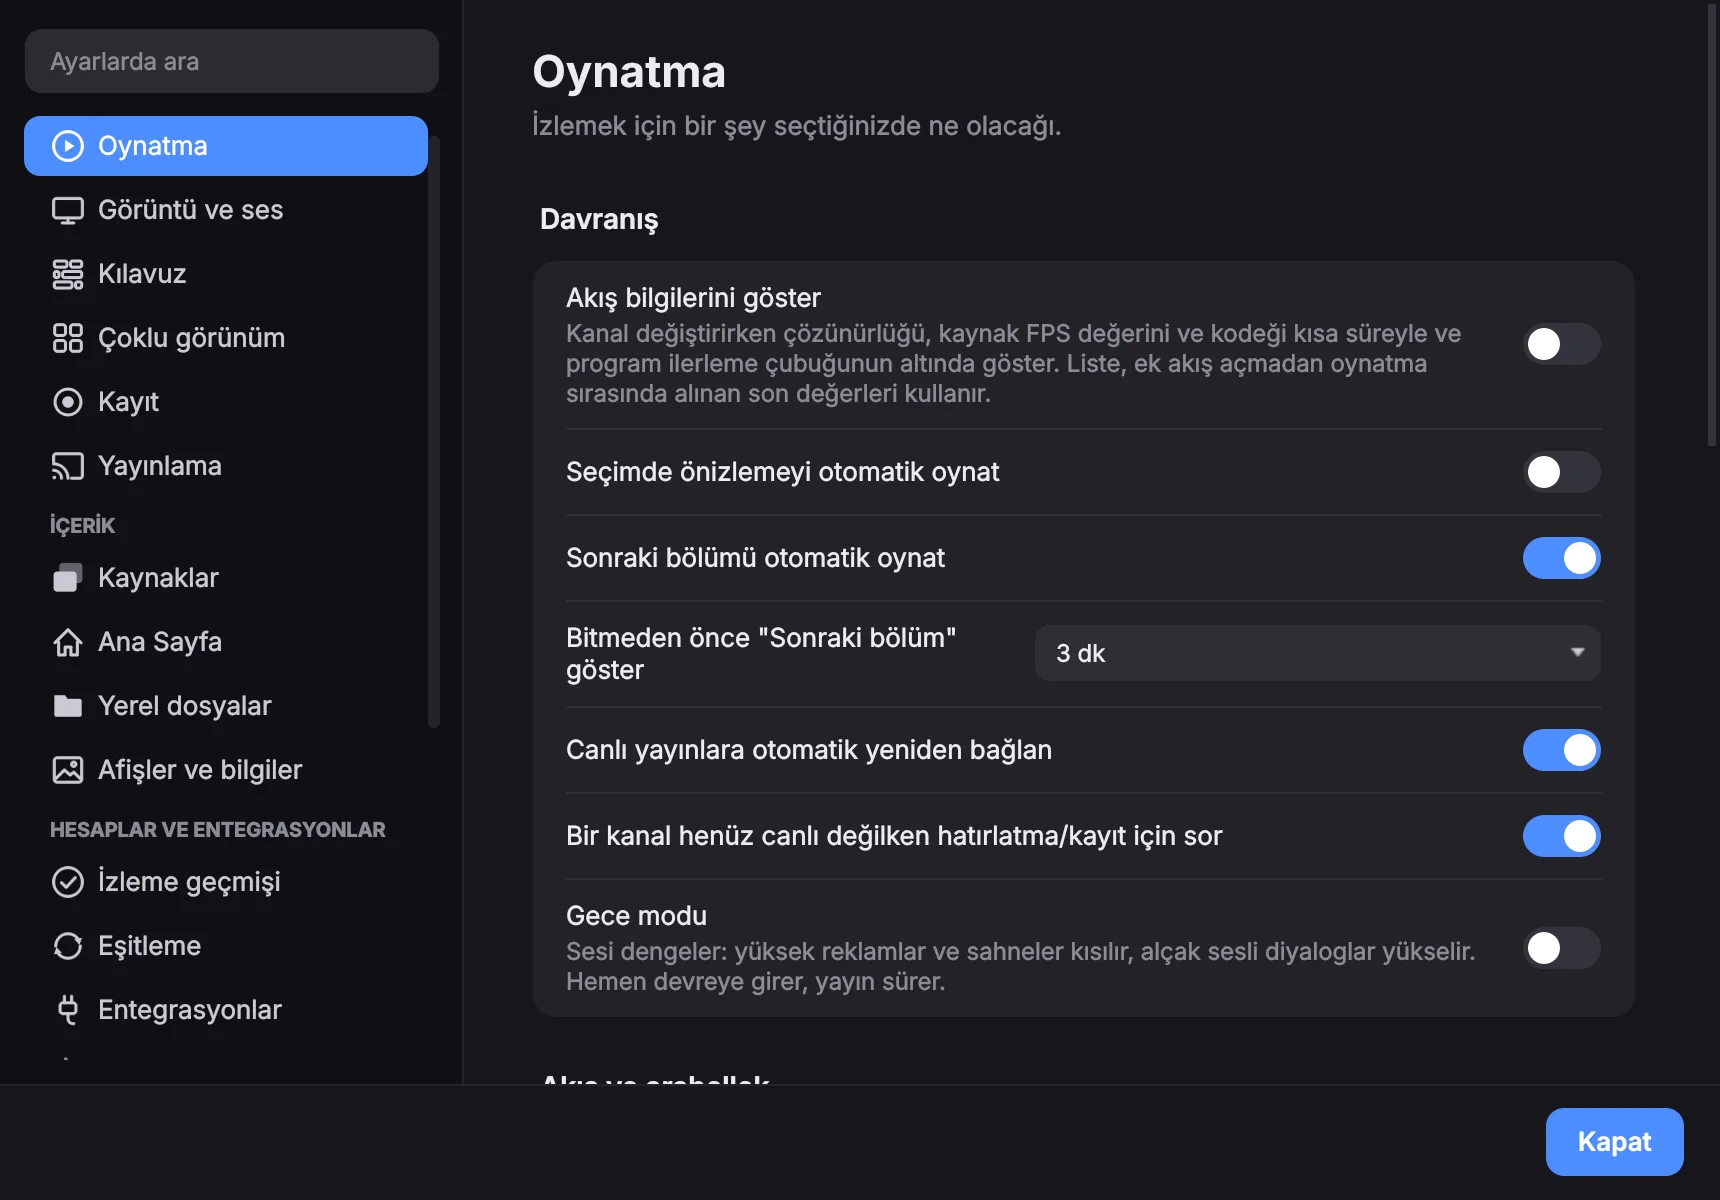 Ayarlarda ara
Oynatma
Görüntü ve ses
Kılavuz
Çoklu görünüm
Kayıt
Yayınlama
İÇERİK
Kaynaklar
Ana Sayfa
Yerel dosyalar
Afişler ve bilgiler
HESAPLAR VE ENTEGRASYONLAR
İzleme geçmişi
Eşitleme
Entegrasyonlar
Oynatma
İzlemek için bir şey seçtiğinizde ne olacağı.
Davranış
Akış bilgilerini göster
Kanal değiştirirken çözünürlüğü, kaynak FPS değerini ve kodeği kısa süreyle ve
program ilerleme çubuğunun altında göster. Liste, ek akış açmadan oynatma
sırasında alınan son değerleri kullanır.
Seçimde önizlemeyi otomatik oynat
Sonraki bölümü otomatik oynat
Bitmeden önce "Sonraki bölüm"
göster
3 dk
Canlı yayınlara otomatik yeniden bağlan
Bir kanal henüz canlı değilken hatırlatma/kayıt için sor
Gece modu
Sesi dengeler: yüksek reklamlar ve sahneler kısılır, alçak sesli diyaloglar yükselir.
Hemen devreye girer, yayın sürer.
Akış ve arabellek
Kapat